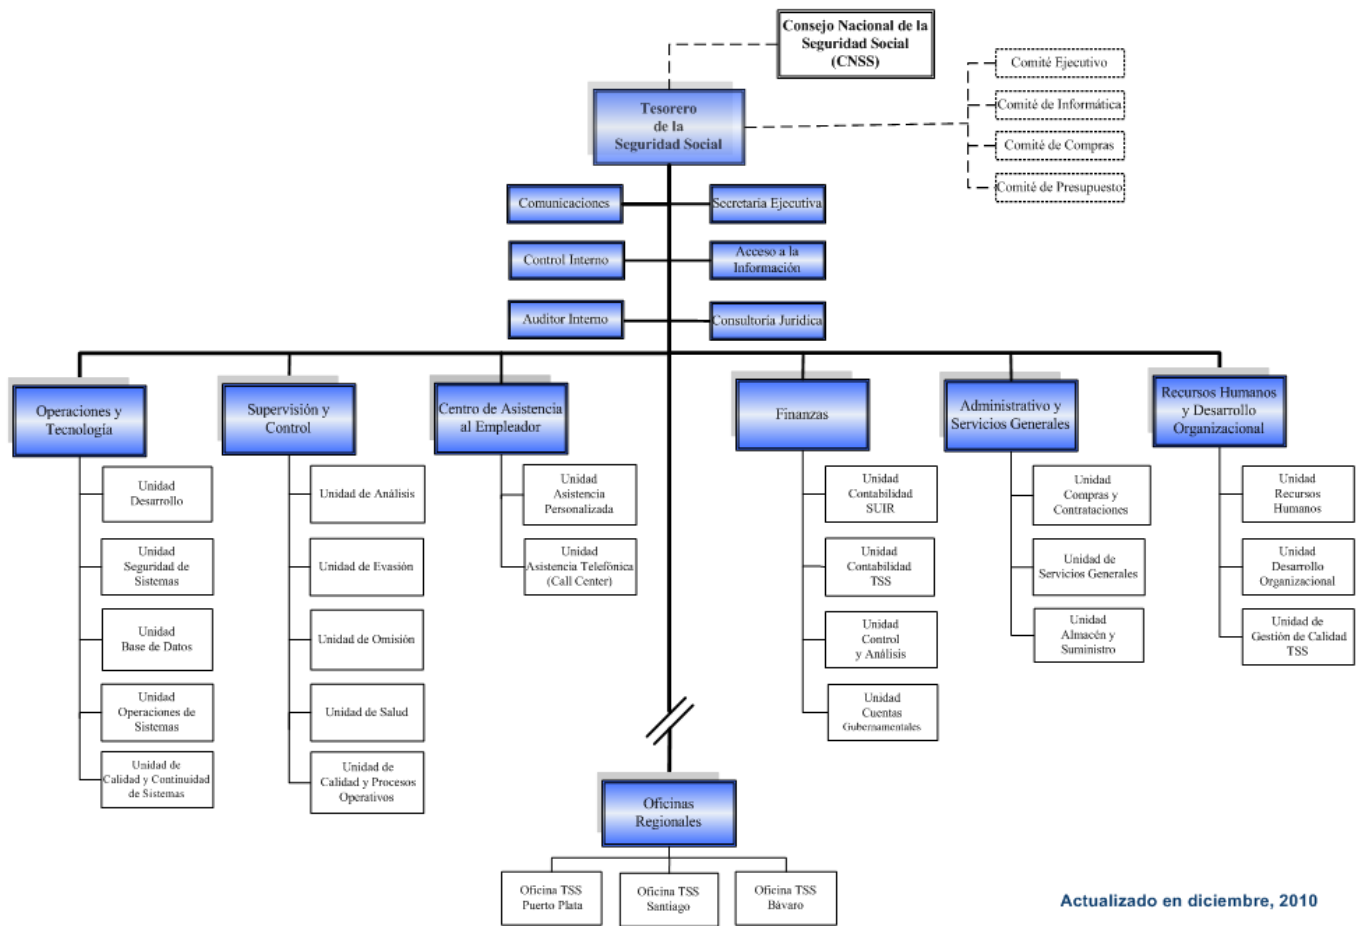 Consejo Nacional de la
Seguridad Social
(CNSS)
Comité Ejecutivo
Comité de Informática
Comité de Compras
Comité de Presupuesto
Tesorero
de la
Seguridad Social
Comunicaciones
Secretaría Ejecutiva
Control Interno
Acceso a la
Información
Auditor Interno
Consultoría Jurídica
Operaciones y
Tecnología
Supervisión y
Control
Centro de Asistencia
al Empleador
Finanzas
Administrativo y
Servicios Generales
Recursos Humanos
y Desarrollo
Organizacional
Unidad
Desarrollo
Unidad
Seguridad de
Sistemas
Unidad
Base de Datos
Unidad
Operaciones de
Sistemas
Unidad de
Calidad y Continuidad
de Sistemas
Unidad de Análisis
Unidad de Evasión
Unidad de Omisión
Unidad de Salud
Unidad de
Calidad y Procesos
Operativos
Unidad
Asistencia
Personalizada
Unidad
Asistencia Telefónica
(Call Center)
Unidad
Contabilidad
SUIR
Unidad
Contabilidad
TSS
Unidad
Control
y Análisis
Unidad
Cuentas
Gubernamentales
Unidad
Compras y
Contrataciones
Unidad de
Servicios Generales
Unidad
Almacén y
Suministro
Unidad
Recursos
Humanos
Unidad
Desarrollo
Organizacional
Unidad de
Gestión de Calidad
TSS
Oficinas
Regionales
Oficina TSS
Puerto Plata
Oficina TSS
Santiago
Oficina TSS
Bávaro
Actualizado en diciembre, 2010